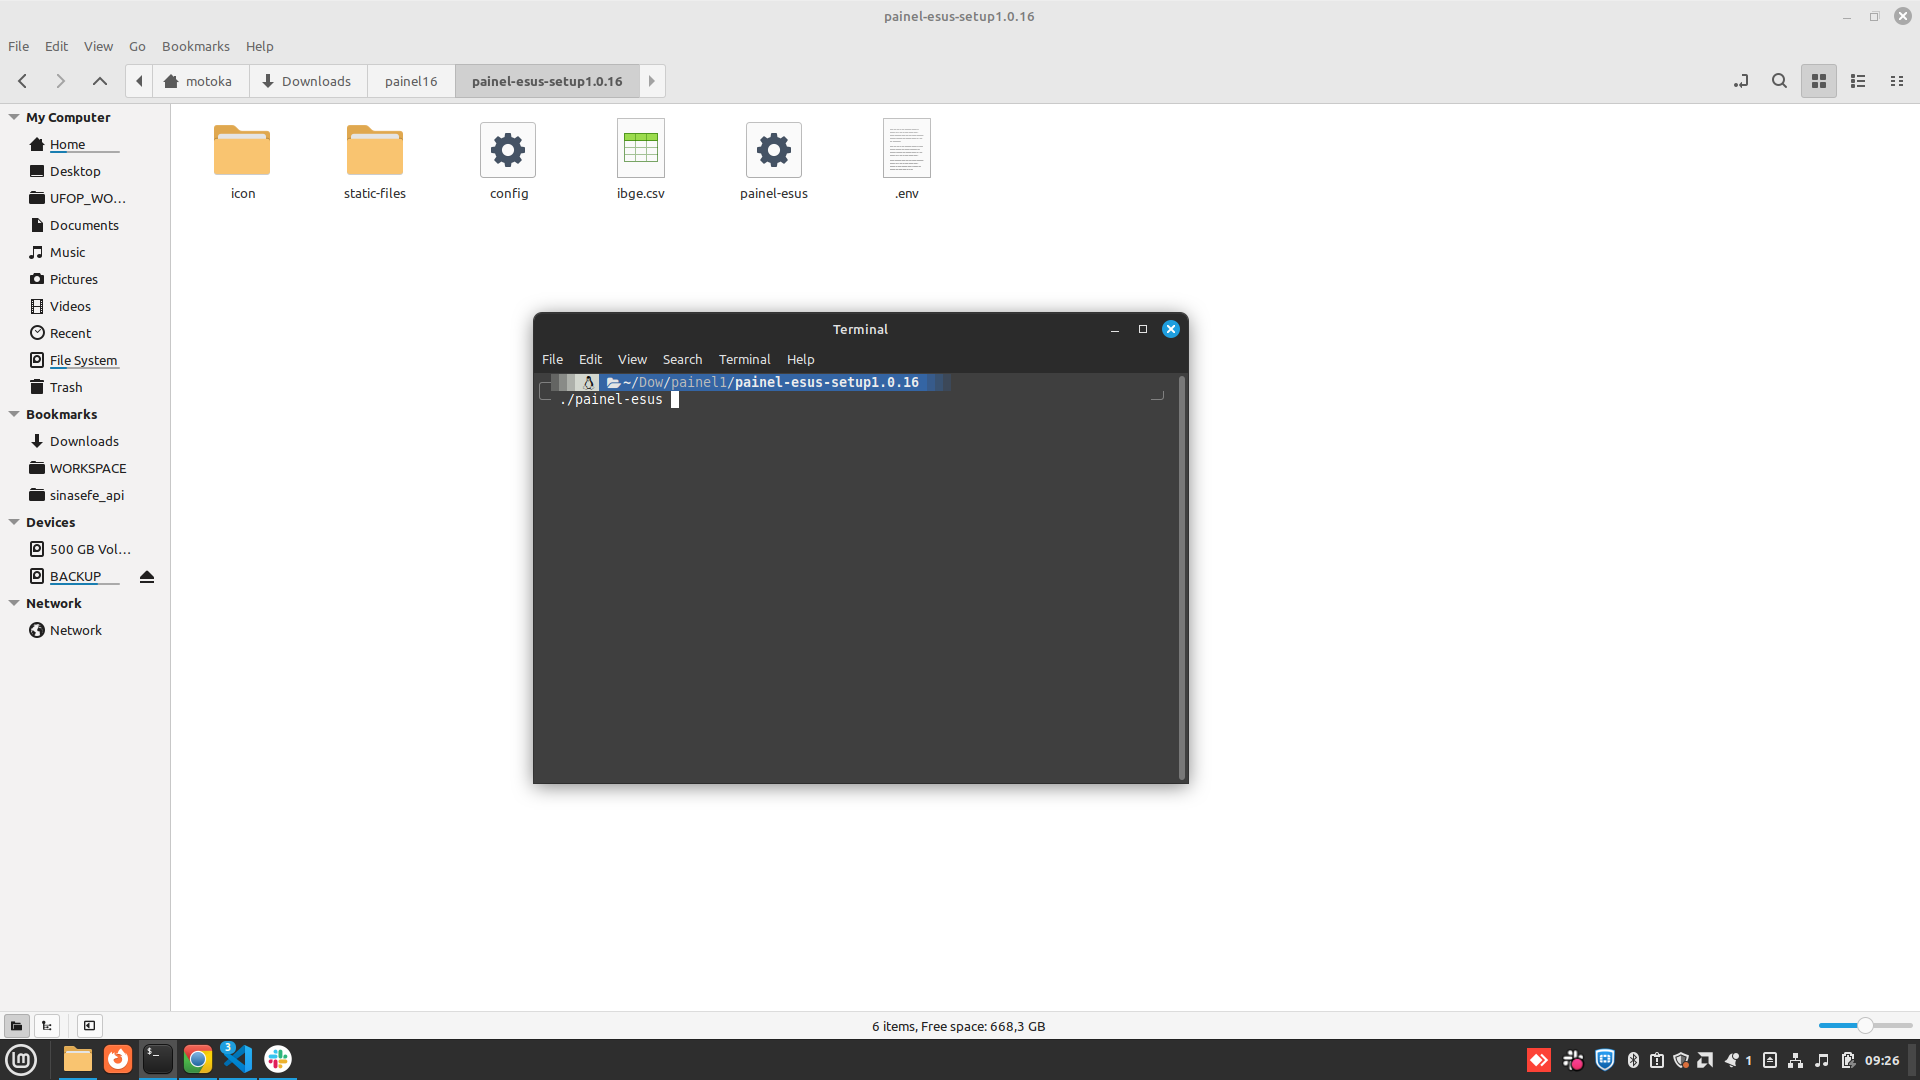 painel-esus-setup1.0.16
File Edit View Go Bookmarks Help
motoka Downloads painel16 painel-esus-setup1.0.16
My Computer
Home
Desktop
UFOP_WO...
Documents
Music
Pictures
Videos
Recent
File System
Trash
Bookmarks
Downloads
WORKSPACE
sinasefe_api
Devices
500 GB Vol...
BACKUP
Network
Network
icon static-files config ibge.csv painel-esus .env
Terminal
File Edit View Search Terminal Help
~/Dow/painel1/painel-esus-setup1.0.16
./painel-esus
6 items, Free space: 668,3 GB
$_
3
1
09:26